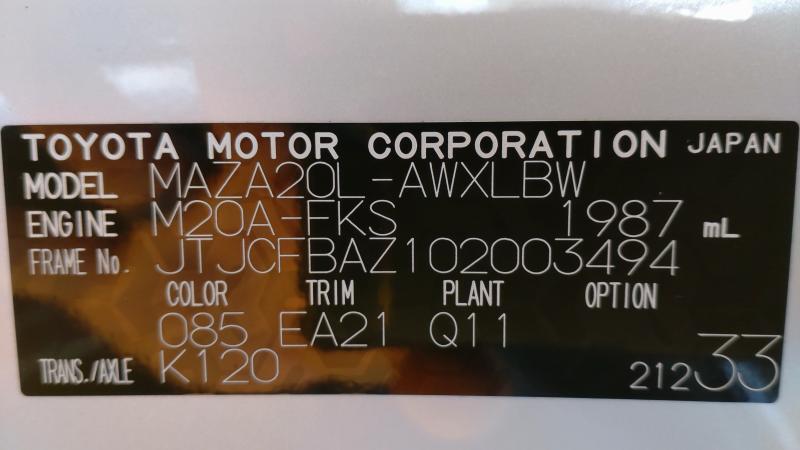 TOYOTA MOTOR CORPORATION JAPAN
MODEL MAZA20L-AWXLBW
ENGINE M20A-FKS 1987 mL
FRAME No. JTJCFBAZ102003494
COLOR TRIM PLANT OPTION
085 EA21 Q11
TRANS./AXLE K120 21233